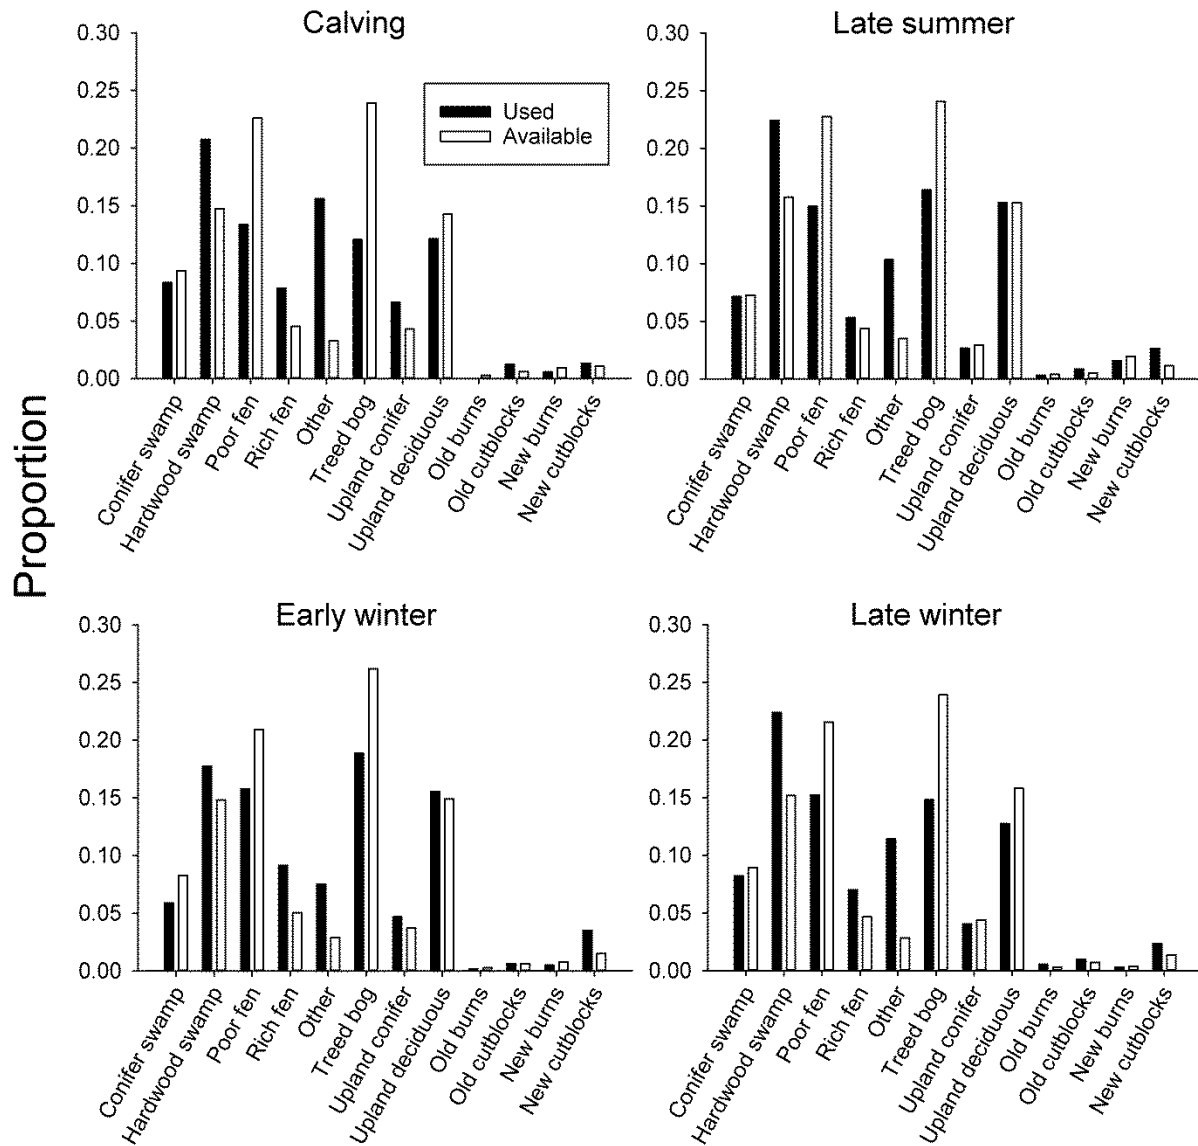 Calving
0.30
0.25
0.20
0.15
0.10
0.05
0.00
Used
Available
Conifer swamp
Hardwood swamp
Poor fen
Rich fen
Other
Treed bog
Upland conifer
Upland deciduous
Old burns
Old cutblocks
New burns
New cutblocks
Late summer
0.30
0.25
0.20
0.15
0.10
0.05
0.00
Conifer swamp
Hardwood swamp
Poor fen
Rich fen
Other
Treed bog
Upland conifer
Upland deciduous
Old burns
Old cutblocks
New burns
New cutblocks
Proportion
Early winter
0.30
0.25
0.20
0.15
0.10
0.05
0.00
Conifer swamp
Hardwood swamp
Poor fen
Rich fen
Other
Treed bog
Upland conifer
Upland deciduous
Old burns
Old cutblocks
New burns
New cutblocks
Late winter
0.30
0.25
0.20
0.15
0.10
0.05
0.00
Conifer swamp
Hardwood swamp
Poor fen
Rich fen
Other
Treed bog
Upland conifer
Upland deciduous
Old burns
Old cutblocks
New burns
New cutblocks